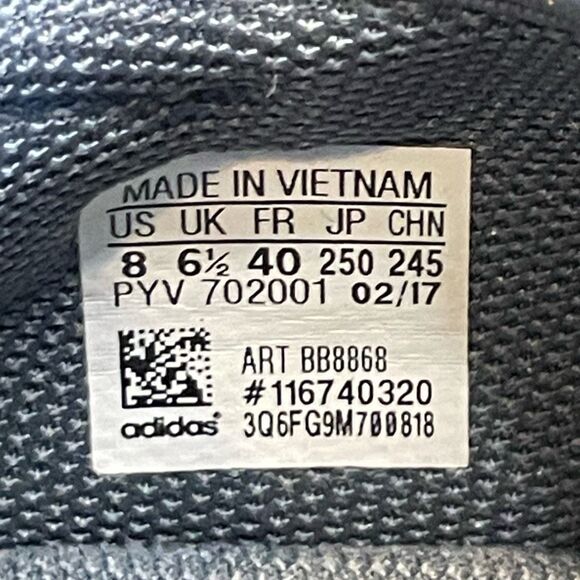 MADE IN VIETNAM
US UK FR JP CHN
8 6½ 40 250 245
PYV 702001 02/17
ART BB8868
#116740320
adidas 3Q6FG9M700818